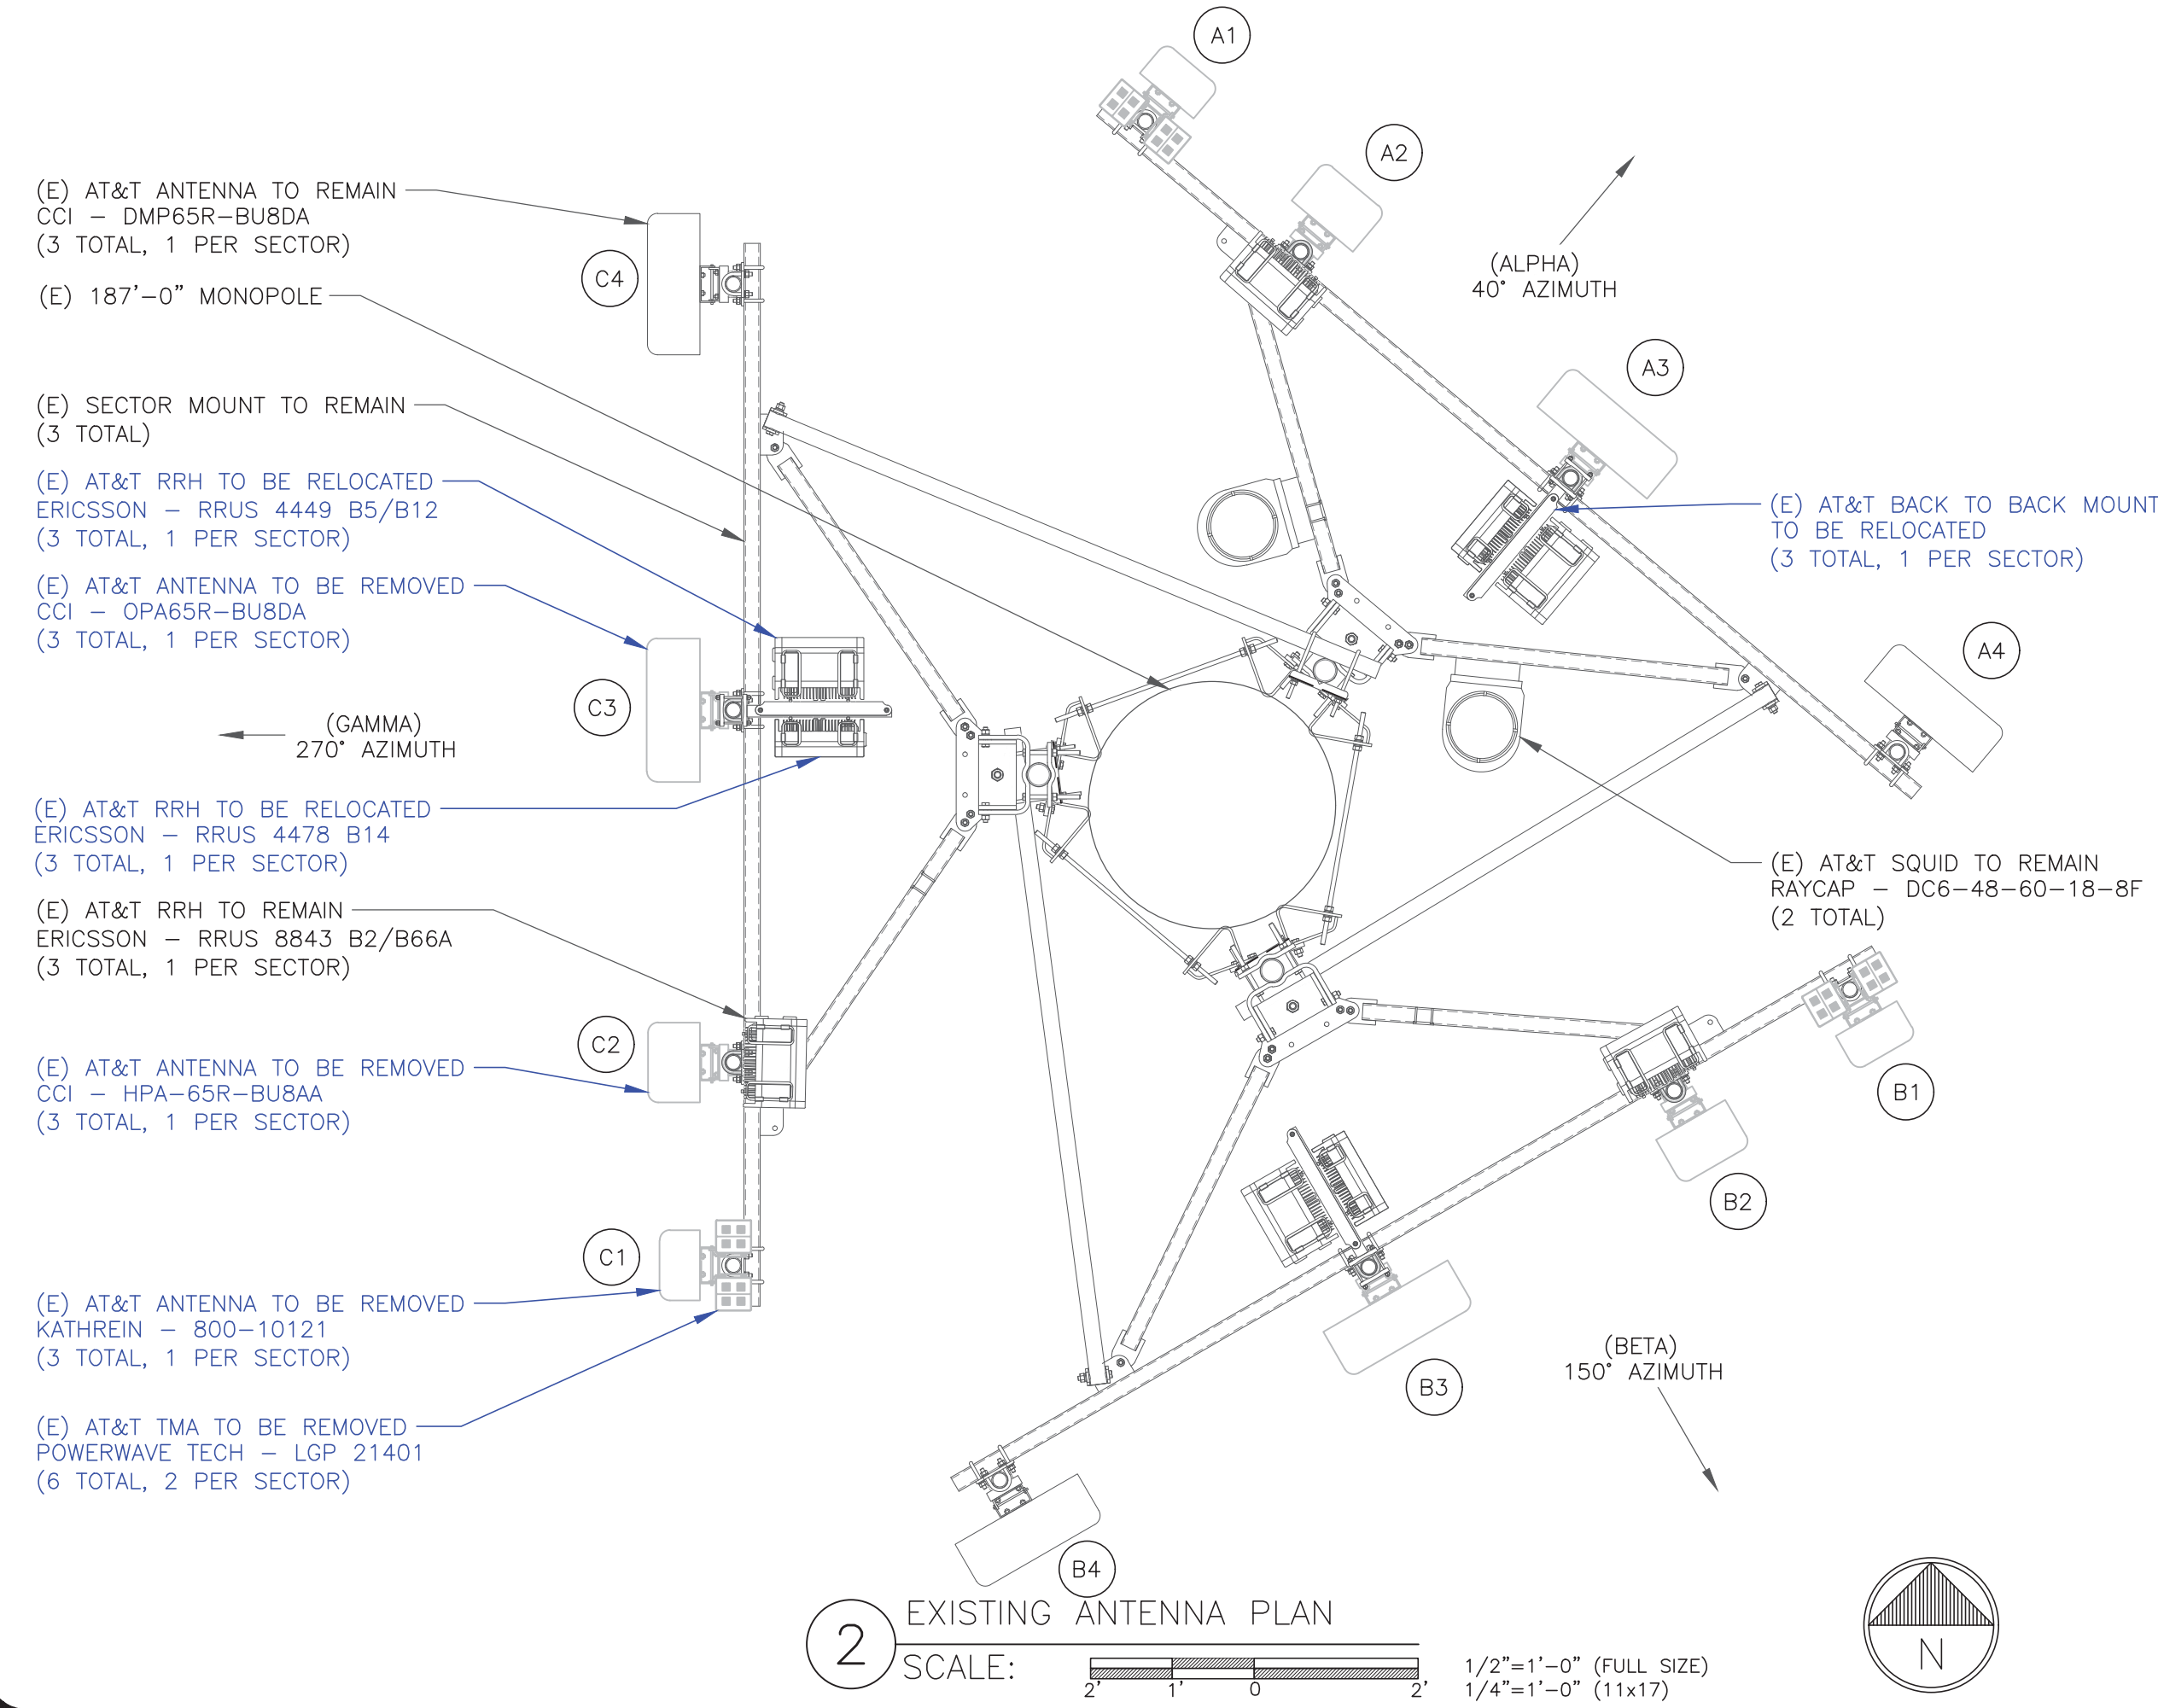 A1
A2
(E) AT&T ANTENNA TO REMAIN
CCI – DMP65R–BU8DA
(3 TOTAL, 1 PER SECTOR)
C4
(ALPHA)
40° AZIMUTH
(E) 187'–0" MONOPOLE
A3
(E) SECTOR MOUNT TO REMAIN
(3 TOTAL)
(E) AT&T RRH TO BE RELOCATED
ERICSSON – RRUS 4449 B5/B12
(3 TOTAL, 1 PER SECTOR)
(E) AT&T BACK TO BACK MOUNT
TO BE RELOCATED
(3 TOTAL, 1 PER SECTOR)
(E) AT&T ANTENNA TO BE REMOVED
CCI – OPA65R–BU8DA
(3 TOTAL, 1 PER SECTOR)
A4
C3
(GAMMA)
270° AZIMUTH
(E) AT&T RRH TO BE RELOCATED
ERICSSON – RRUS 4478 B14
(3 TOTAL, 1 PER SECTOR)
(E) AT&T SQUID TO REMAIN
RAYCAP – DC6–48–60–18–8F
(2 TOTAL)
(E) AT&T RRH TO REMAIN
ERICSSON – RRUS 8843 B2/B66A
(3 TOTAL, 1 PER SECTOR)
C2
B1
(E) AT&T ANTENNA TO BE REMOVED
CCI – HPA–65R–BU8AA
(3 TOTAL, 1 PER SECTOR)
B2
C1
(E) AT&T ANTENNA TO BE REMOVED
KATHREIN – 800–10121
(3 TOTAL, 1 PER SECTOR)
(BETA)
150° AZIMUTH
B3
(E) AT&T TMA TO BE REMOVED
POWERWAVE TECH – LGP 21401
(6 TOTAL, 2 PER SECTOR)
B4
2
EXISTING ANTENNA PLAN
SCALE:
2' 1' 0 2'
1/2"=1'–0" (FULL SIZE)
1/4"=1'–0" (11x17)
N